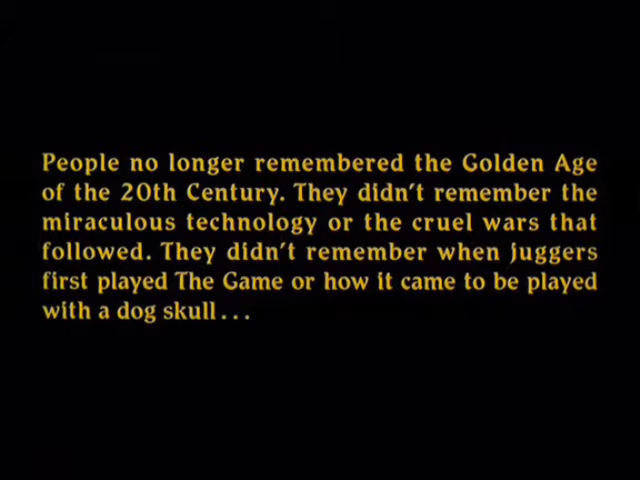 People no longer remembered the Golden Age
of the 20th Century. They didn't remember the
miraculous technology or the cruel wars that
followed. They didn't remember when juggers
first played The Game or how it came to be played
with a dog skull...